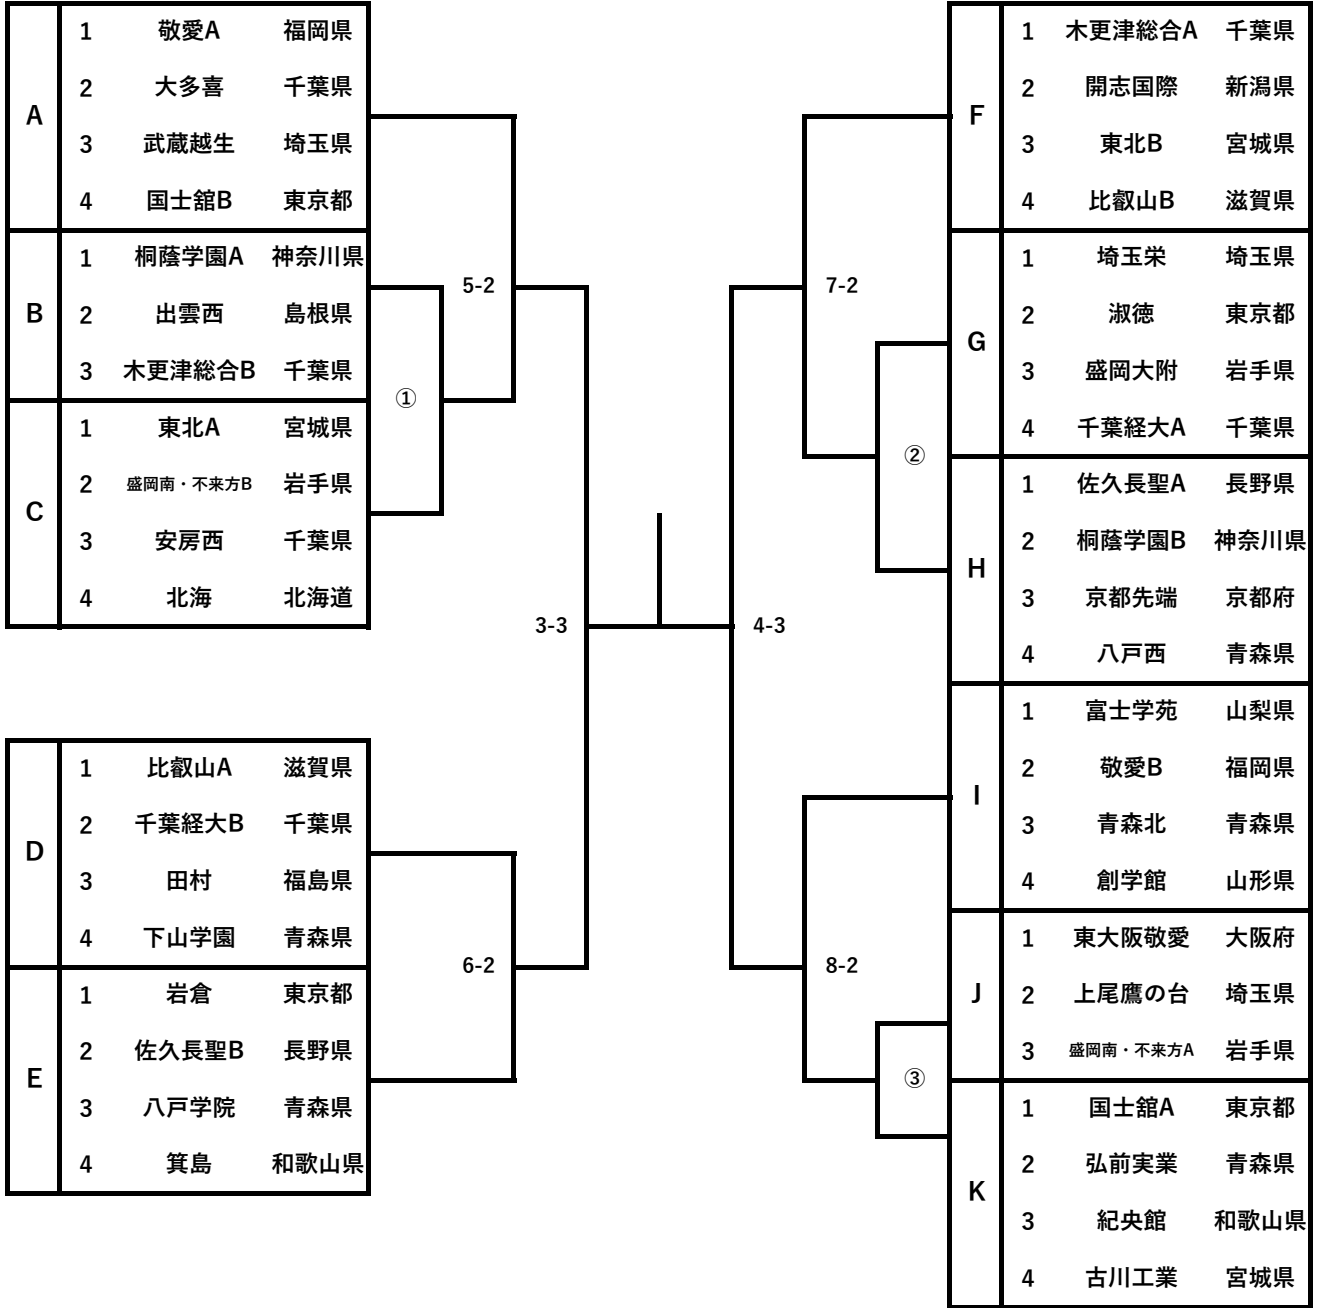 A
1 敬愛A 福岡県
2 大多喜 千葉県
3 武蔵越生 埼玉県
4 国士舘B 東京都
B
1 桐蔭学園A 神奈川県
2 出雲西 島根県
3 木更津総合B 千葉県
C
1 東北A 宮城県
2 盛岡南・不来方B 岩手県
3 安房西 千葉県
4 北海 北海道
D
1 比叡山A 滋賀県
2 千葉経大B 千葉県
3 田村 福島県
4 下山学園 青森県
E
1 岩倉 東京都
2 佐久長聖B 長野県
3 八戸学院 青森県
4 箕島 和歌山県
①
5-2
6-2
3-3
4-3
7-2
②
8-2
③
F
1 木更津総合A 千葉県
2 開志国際 新潟県
3 東北B 宮城県
4 比叡山B 滋賀県
G
1 埼玉栄 埼玉県
2 淑徳 東京都
3 盛岡大附 岩手県
4 千葉経大A 千葉県
H
1 佐久長聖A 長野県
2 桐蔭学園B 神奈川県
3 京都先端 京都府
4 八戸西 青森県
I
1 富士学苑 山梨県
2 敬愛B 福岡県
3 青森北 青森県
4 創学館 山形県
J
1 東大阪敬愛 大阪府
2 上尾鷹の台 埼玉県
3 盛岡南・不来方A 岩手県
K
1 国士舘A 東京都
2 弘前実業 青森県
3 紀央館 和歌山県
4 古川工業 宮城県